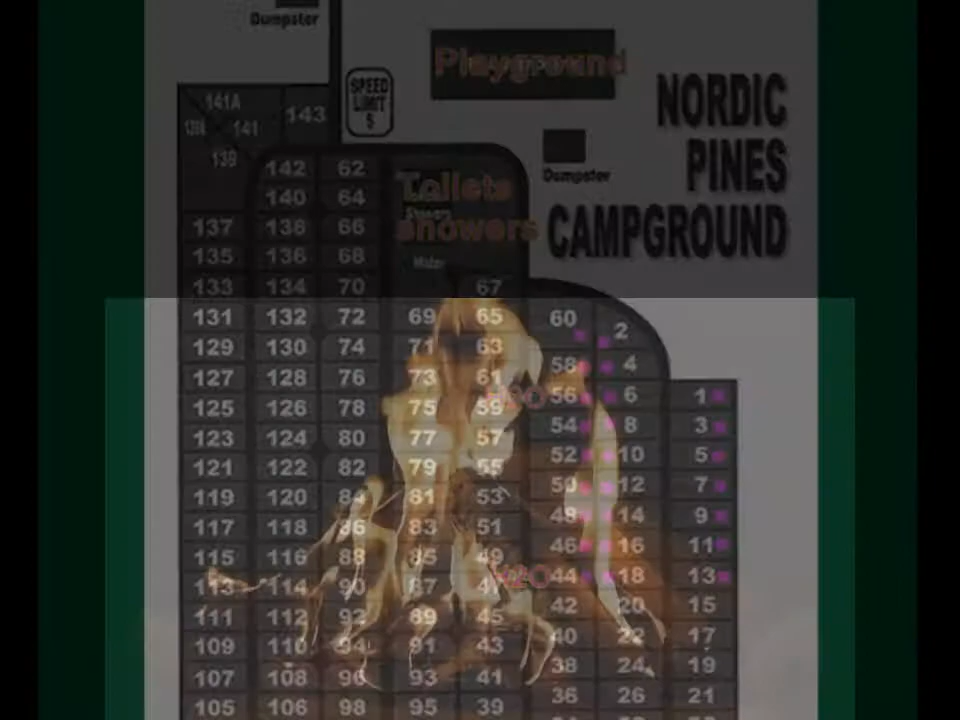 Dumpster
Playground
SPEED
LIMIT
5
NORDIC
PINES
CAMPGROUND
141A
143
141
139
Dumpster
142 62
Toilets
140 64
137 138 66
showers
135 136 68
Water
133 134 70 67
131 132 72 69 65 60 2
129 130 74 71 63 58 4
127 128 76 73 61 H2O 56 6 1
125 126 78 75 59 54 8 3
123 124 80 77 57 52 10 5
121 122 82 79 55 50 12 7
119 120 84 81 53 48 14 9
117 118 86 83 51 46 16 11
115 116 88 85 49 H2O 44 18 13
113 114 90 87 47 42 20 15
111 112 92 89 45 40 22 17
109 110 94 91 43 38 24 19
107 108 96 93 41 36 26 21
105 106 98 95 39